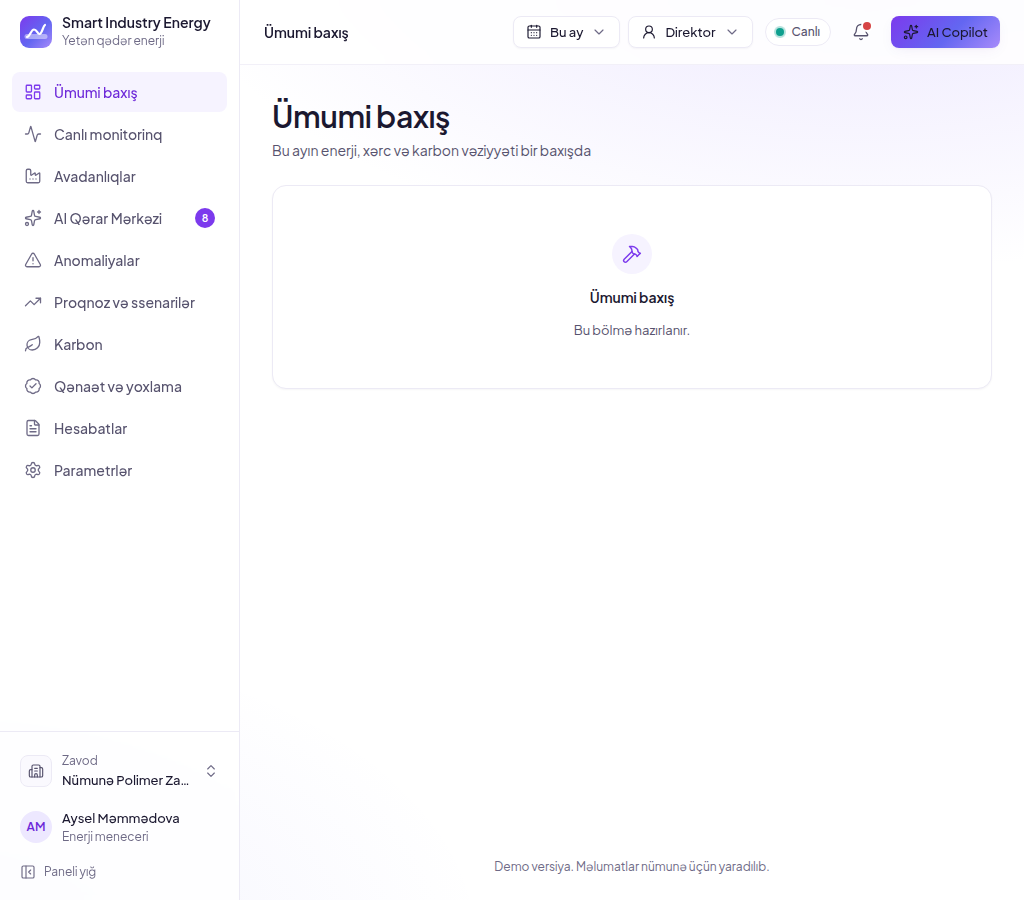 Smart Industry Energy
Yetən qədər enerji
Ümumi baxış
Canlı monitorinq
Avadanlıqlar
AI Qərar Mərkəzi
8
Anomaliyalar
Proqnoz və ssenarilər
Karbon
Qənaət və yoxlama
Hesabatlar
Parametrlər
Zavod
Nümunə Polimer Za...
AM
Aysel Məmmədova
Enerji meneceri
Paneli yığ
Ümumi baxış
Bu ay
Direktor
Canlı
AI Copilot
Ümumi baxış
Bu ayın enerji, xərc və karbon vəziyyəti bir baxışda
Ümumi baxış
Bu bölmə hazırlanır.
Demo versiya. Məlumatlar nümunə üçün yaradılıb.